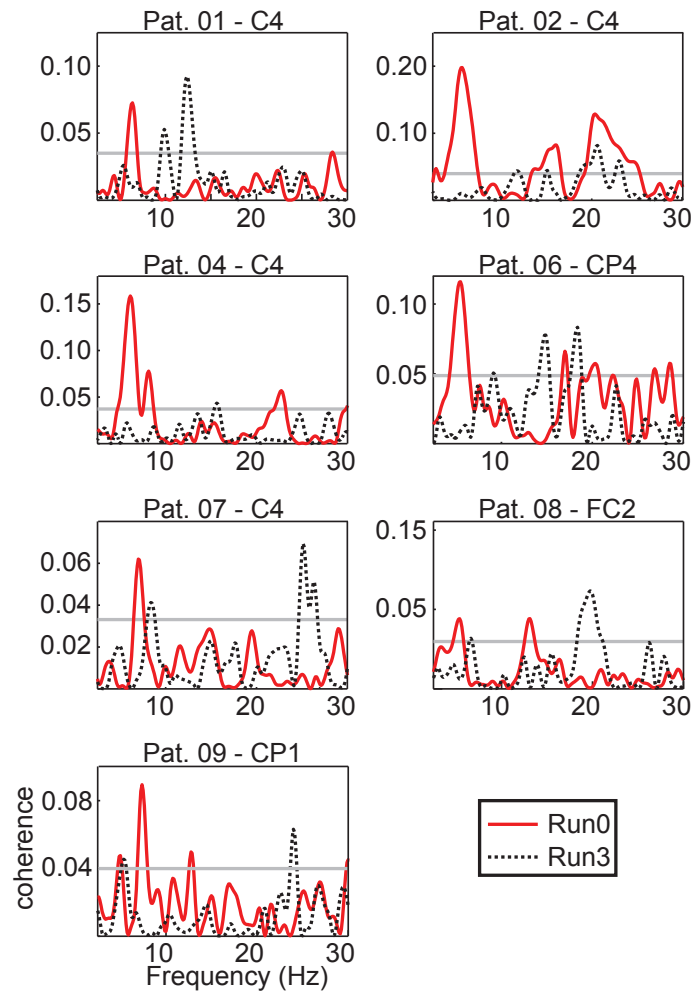 Pat. 01 - C4
0.10
0.05
10 20 30
Pat. 02 - C4
0.20
0.10
10 20 30
Pat. 04 - C4
0.15
0.10
0.05
10 20 30
Pat. 06 - CP4
0.10
0.05
10 20 30
Pat. 07 - C4
0.06
0.04
0.02
10 20 30
Pat. 08 - FC2
0.15
0.05
10 20 30
Pat. 09 - CP1
0.08
0.04
coherence
10 20 30
Frequency (Hz)
Run0
Run3